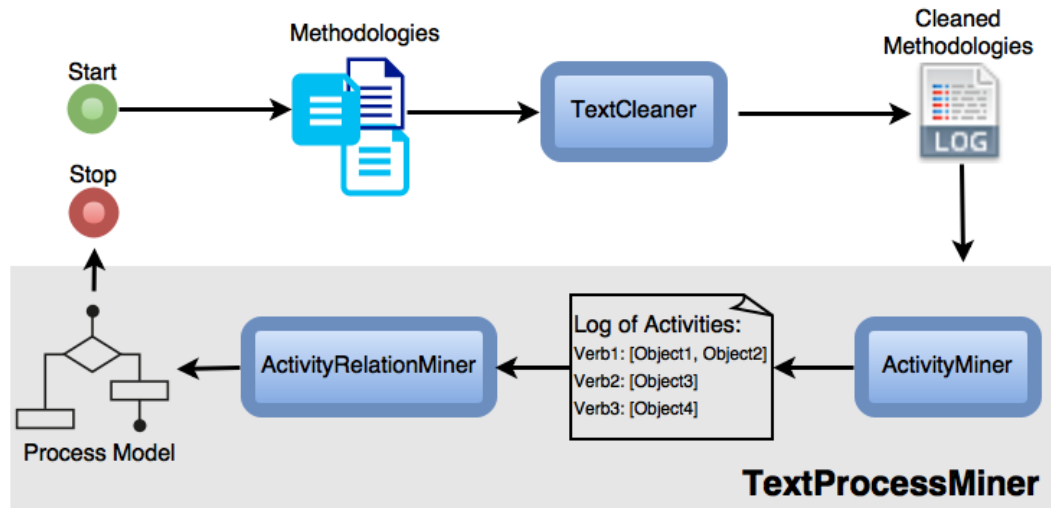 Start
Methodologies
TextCleaner
Cleaned
Methodologies
LOG
Stop
ActivityMiner
Log of Activities:
Verb1: [Object1, Object2]
Verb2: [Object3]
Verb3: [Object4]
ActivityRelationMiner
Process Model
TextProcessMiner